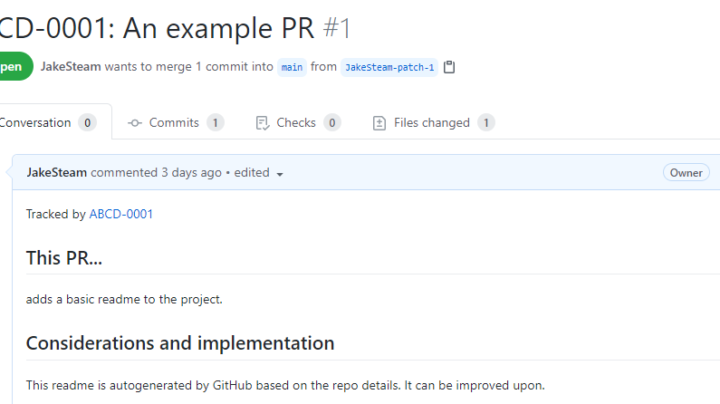 CD-0001: An example PR #1
pen JakeSteam wants to merge 1 commit into main from JakeSteam-patch-1
Conversation 0 Commits 1 Checks 0 Files changed 1
JakeSteam commented 3 days ago • edited Owner
Tracked by ABCD-0001
This PR...
adds a basic readme to the project.
Considerations and implementation
This readme is autogenerated by GitHub based on the repo details. It can be improved upon.